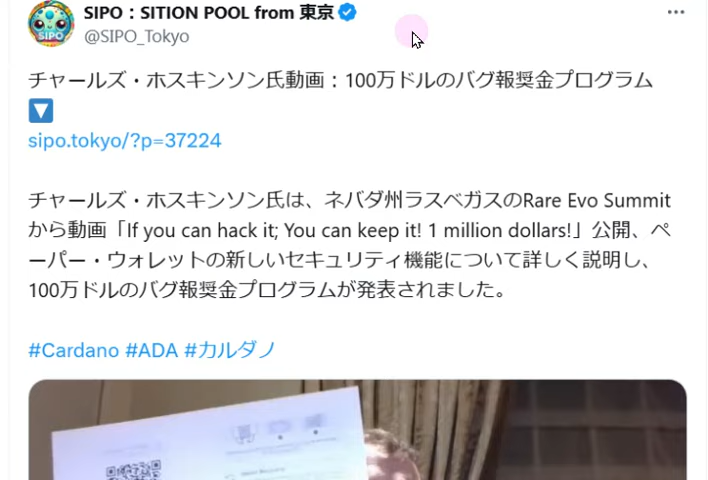 SIPO：SITION POOL from 東京
@SIPO_Tokyo
チャールズ・ホスキンソン氏動画：100万ドルのバグ報奨金プログラム
sipo.tokyo/?p=37224
チャールズ・ホスキンソン氏は、ネバダ州ラスベガスのRare Evo Summit
から動画「If you can hack it; You can keep it! 1 million dollars!」公開、ペ
ーパー・ウォレットの新しいセキュリティ機能について詳しく説明し、
100万ドルのバグ報奨金プログラムが発表されました。
#Cardano #ADA #カルダノ